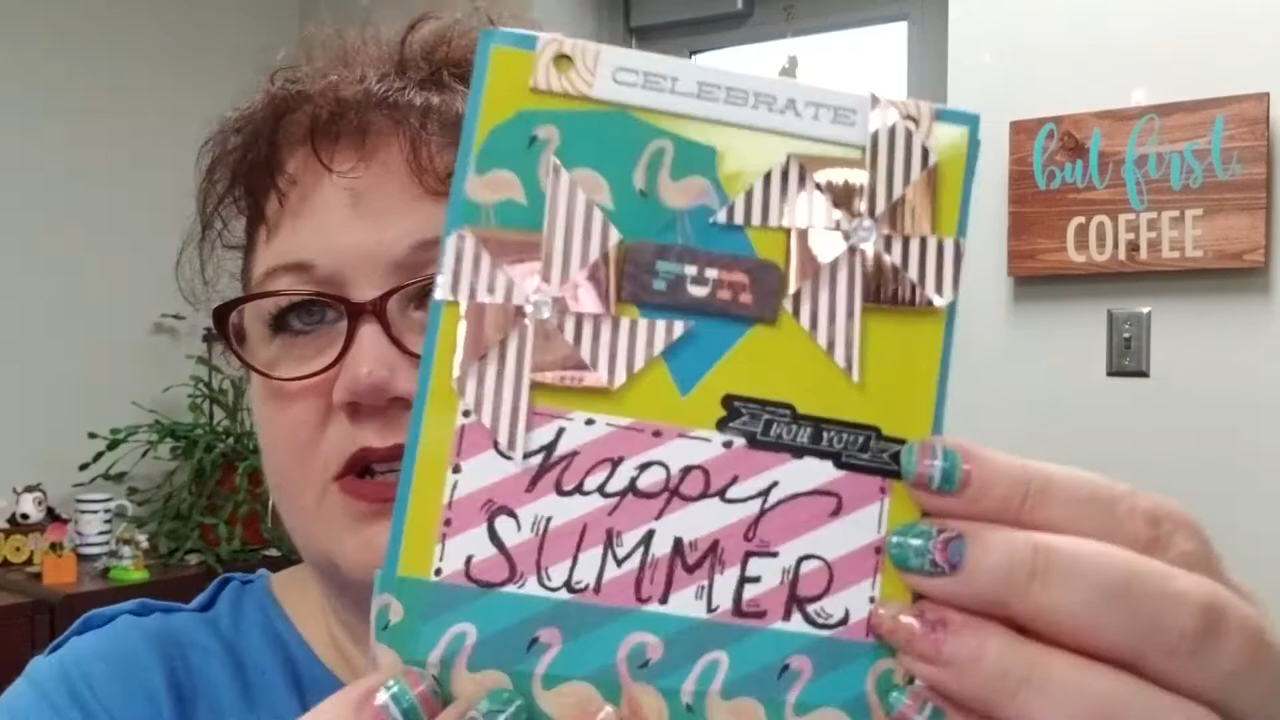 CELEBRATE
FUN
FOR YOU
happy
SUMMER
but first,
COFFEE